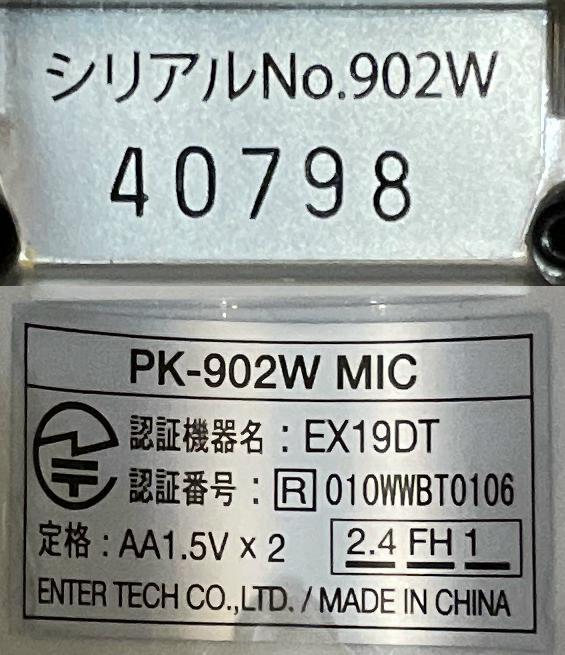 シリアルNo.902W
40798
PK-902W MIC
認証機器名：EX19DT
認証番号：R 010WWBT0106
定格：AA1.5V x 2 2.4 FH 1
ENTER TECH CO.,LTD. / MADE IN CHINA